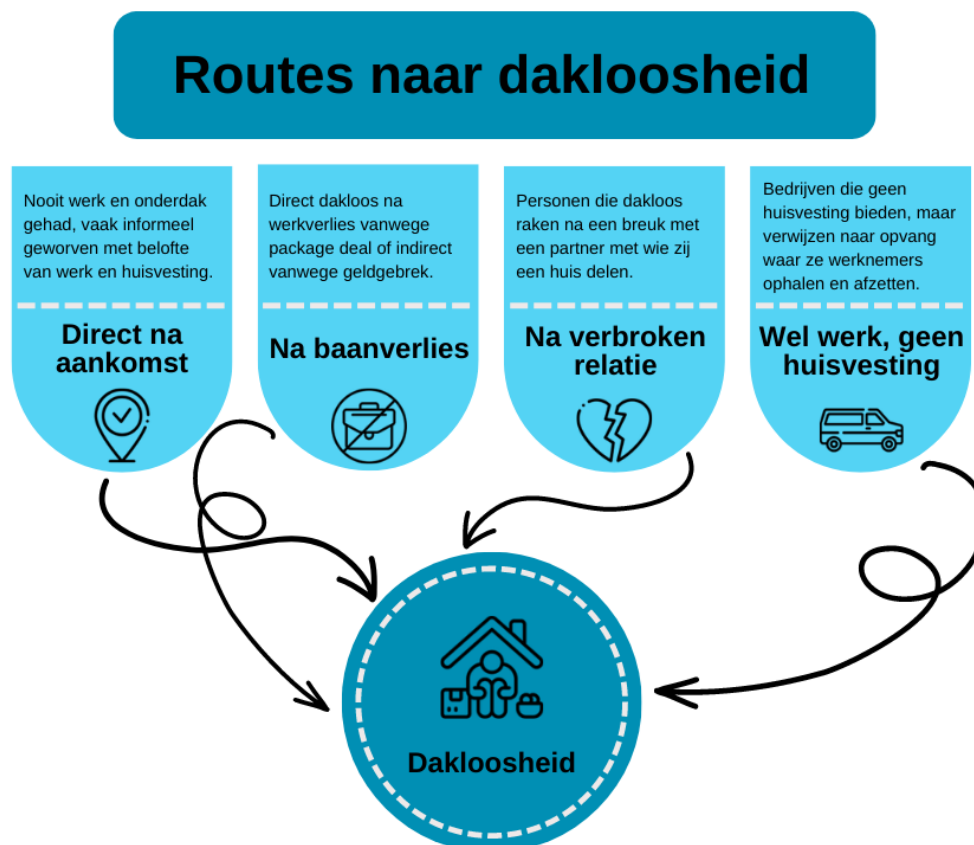 Routes naar dakloosheid
Nooit werk en onderdak
gehad, vaak informeel
geworven met belofte
van werk en huisvesting.
Direct na
aankomst
Direct dakloos na
werkverlies vanwege
package deal of indirect
vanwege geldgebrek.
Na baanverlies
Personen die dakloos
raken na een breuk met
een partner met wie zij
een huis delen.
Na verbroken
relatie
Bedrijven die geen
huisvesting bieden, maar
verwijzen naar opvang
waar ze werknemers
ophalen en afzetten.
Wel werk, geen
huisvesting
Dakloosheid